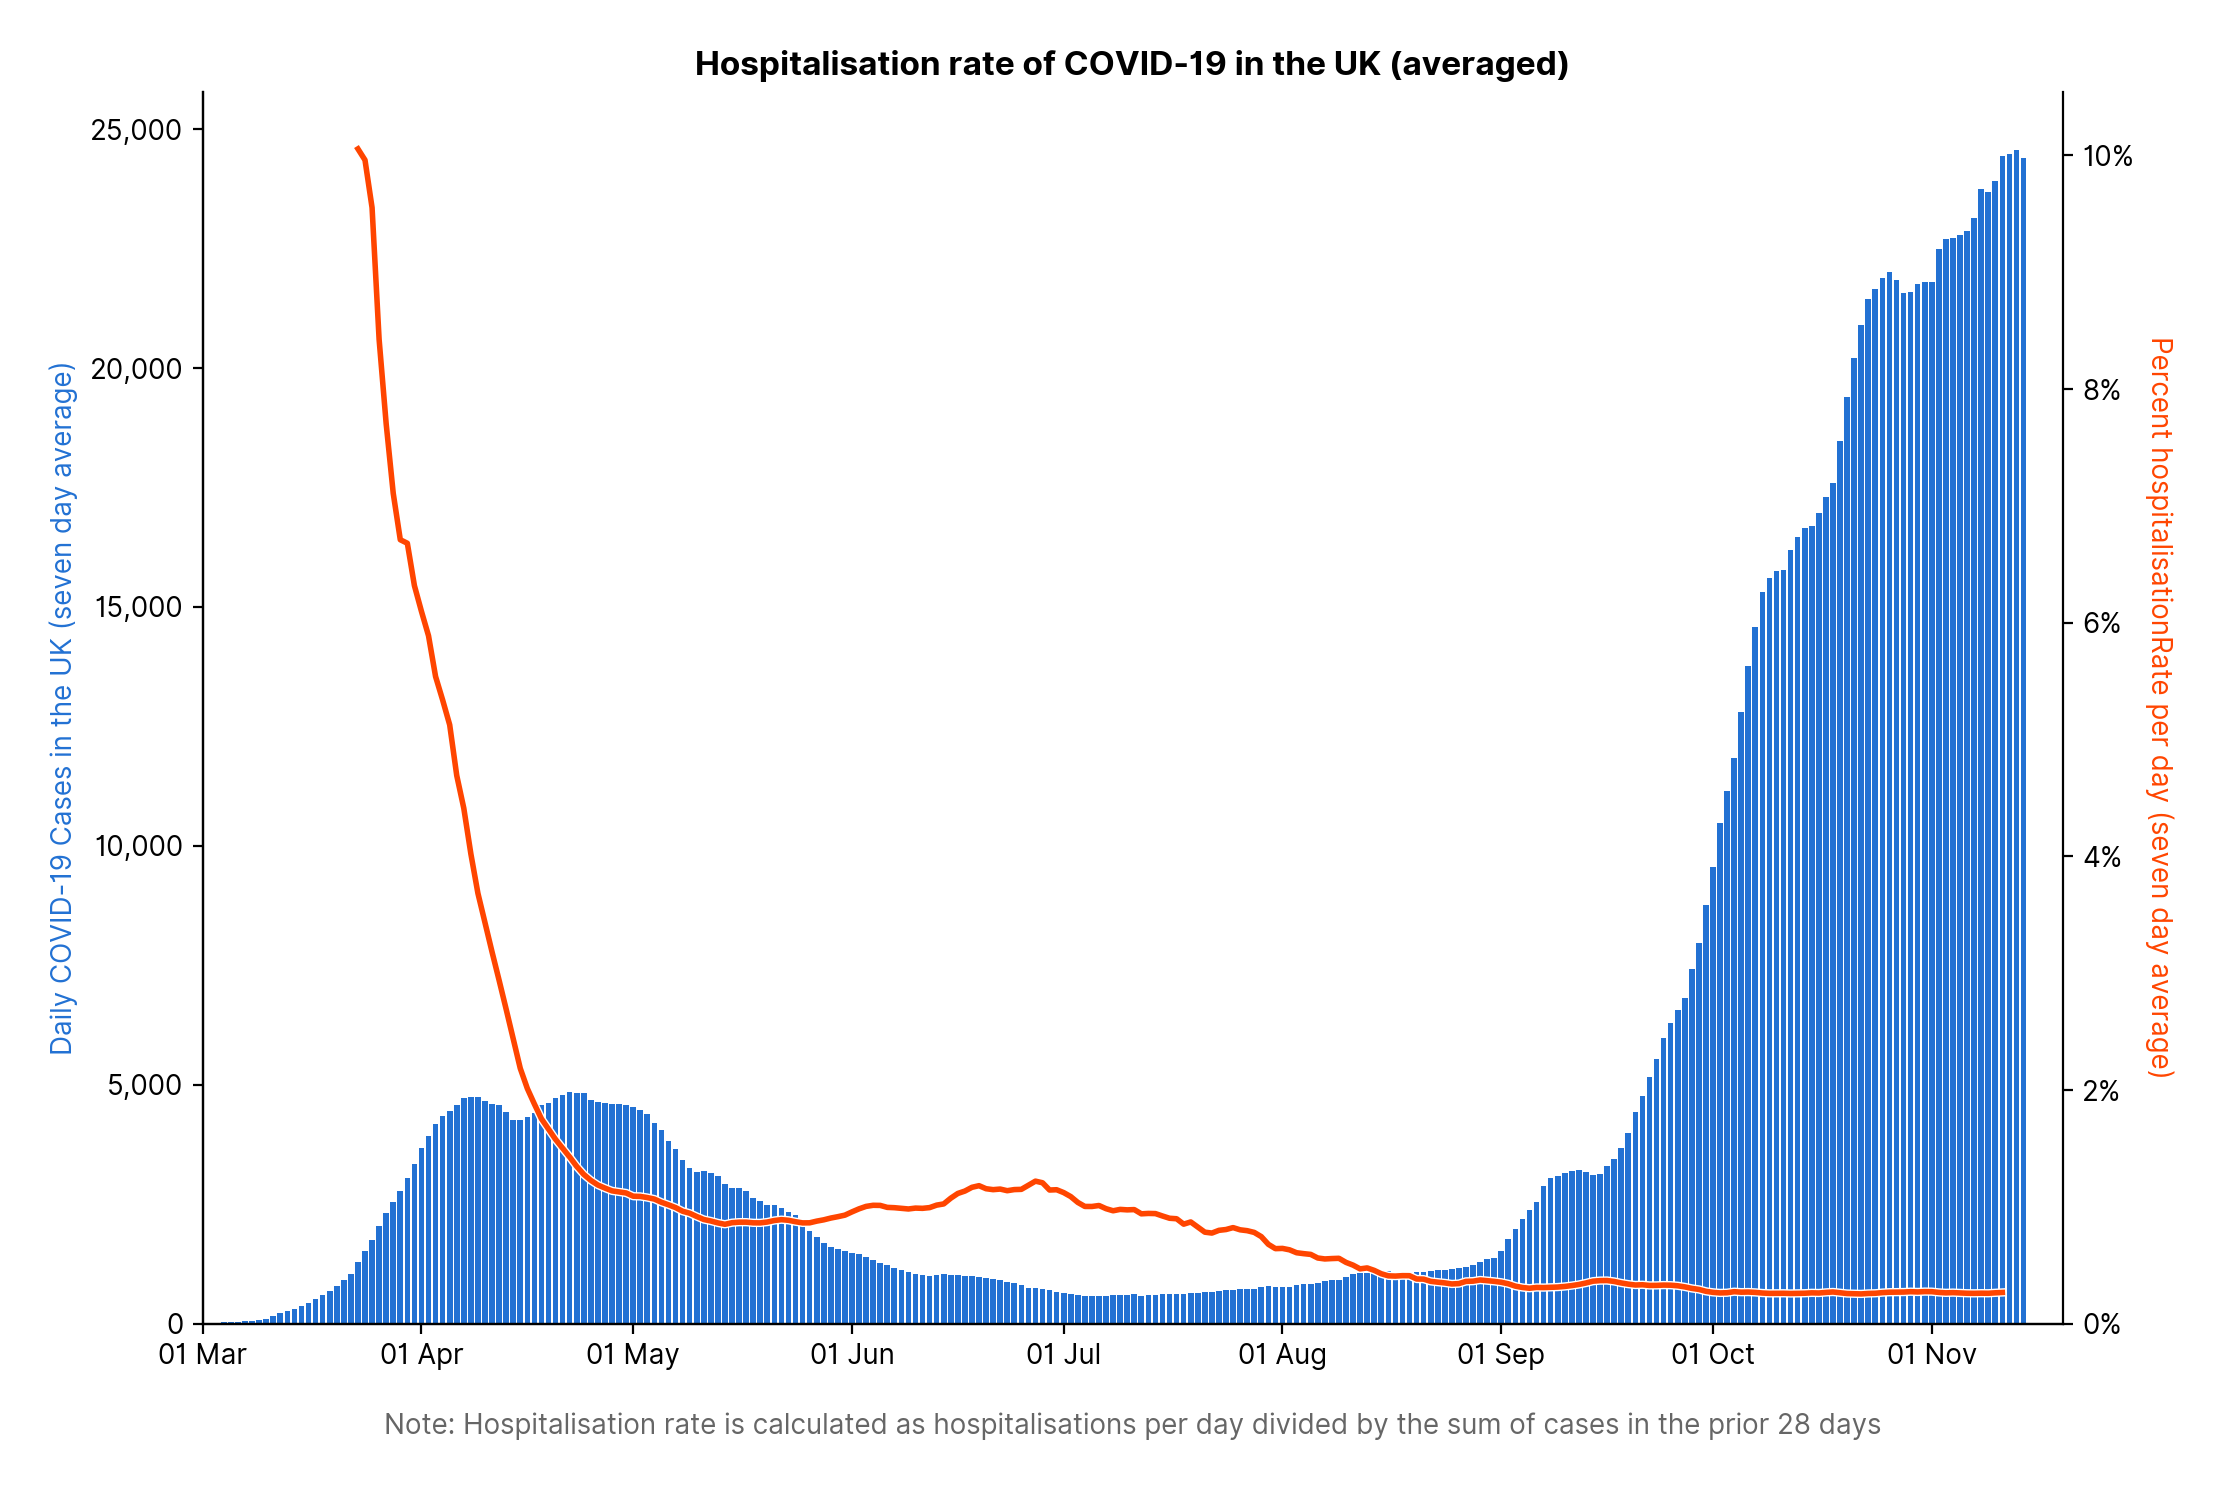 Hospitalisation rate of COVID-19 in the UK (averaged)
Daily COVID-19 Cases in the UK (seven day average)
25,000
20,000
15,000
10,000
5,000
0
10%
8%
6%
4%
2%
0%
Percent hospitalisationRate per day (seven day average)
01 Mar 01 Apr 01 May 01 Jun 01 Jul 01 Aug 01 Sep 01 Oct 01 Nov
Note: Hospitalisation rate is calculated as hospitalisations per day divided by the sum of cases in the prior 28 days